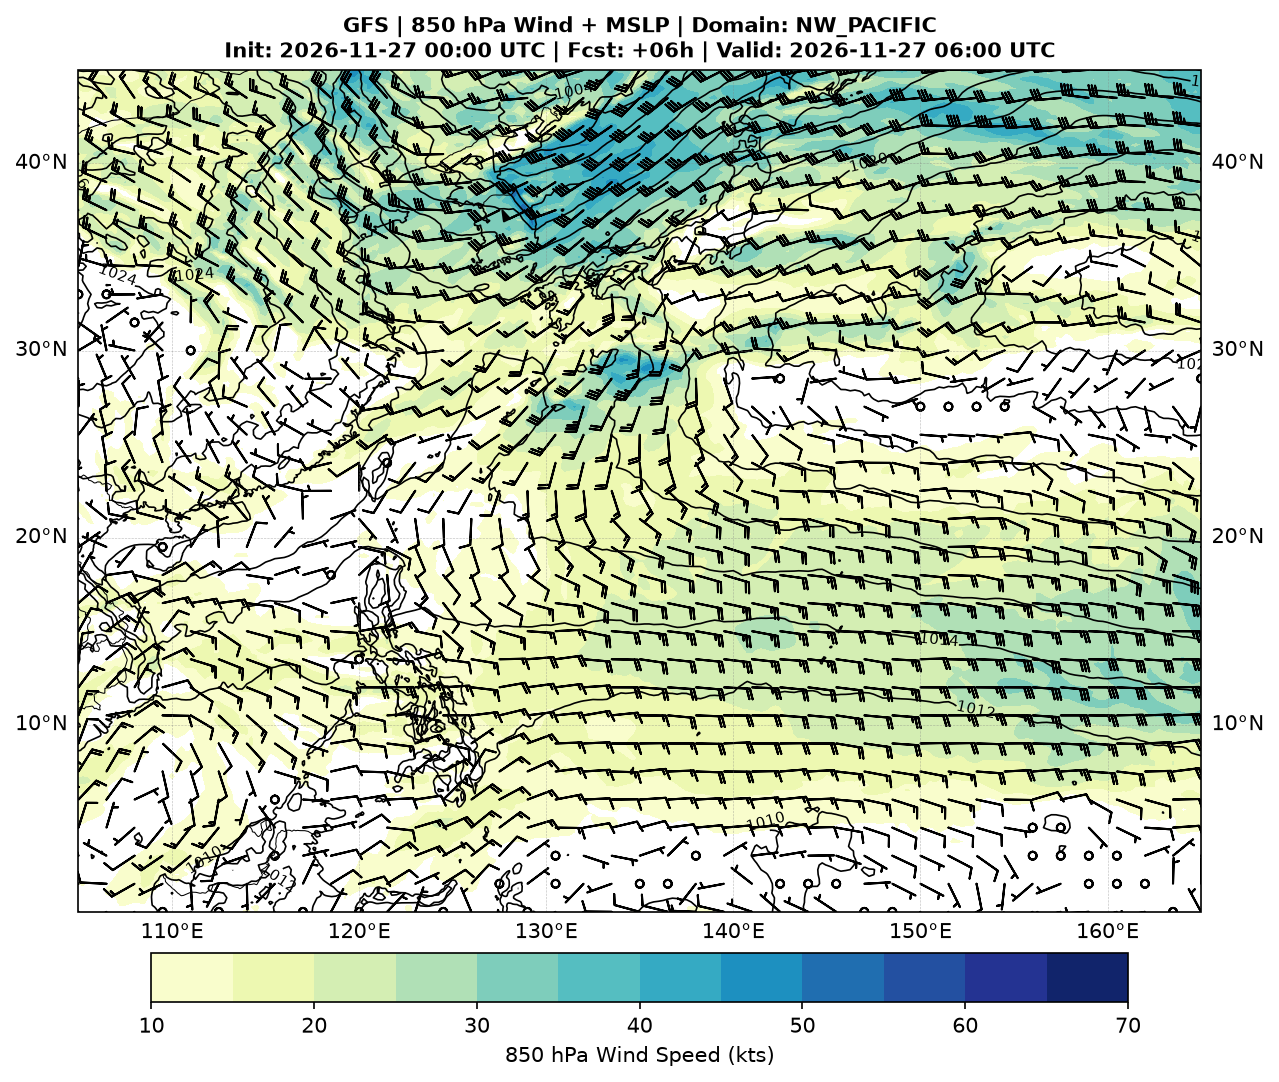 GFS | 850 hPa Wind + MSLP | Domain: NW_PACIFIC
Init: 2026-11-27 00:00 UTC | Fcst: +06h | Valid: 2026-11-27 06:00 UTC
40°N
40°N
1020
1024
1024
30°N
30°N
20°N
20°N
1014
1012
10°N
10°N
1010
1010
1012
110°E
120°E
130°E
140°E
150°E
160°E
10
20
30
40
50
60
70
850 hPa Wind Speed (kts)